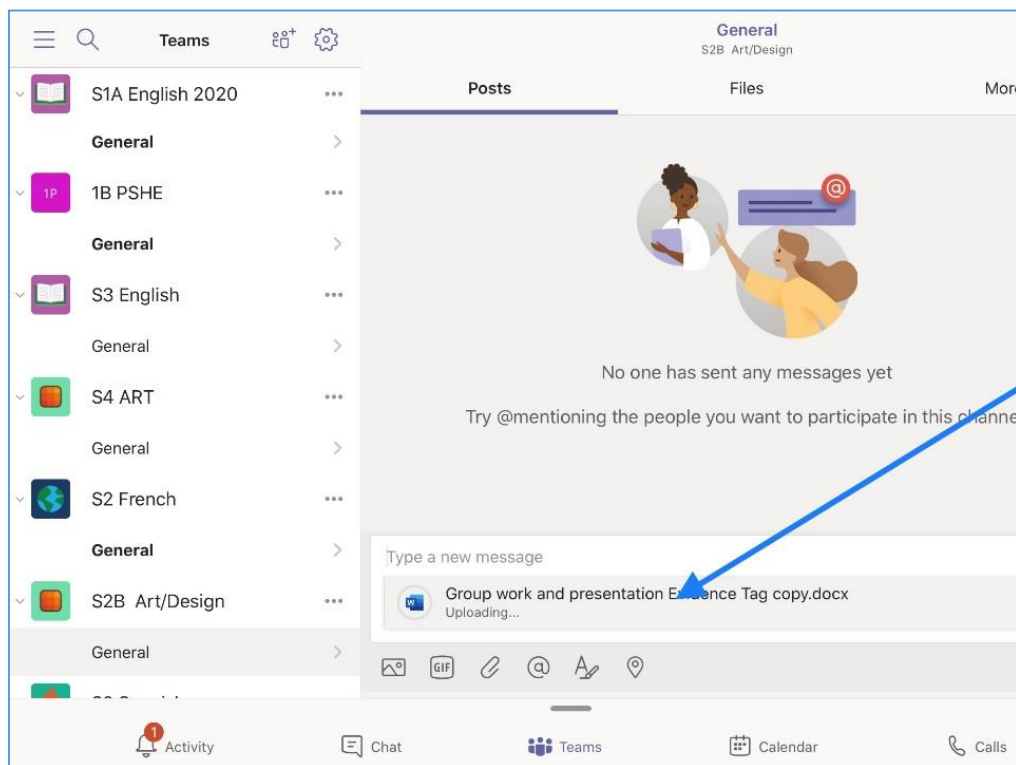 Teams
S1A English 2020
General
1P
1B PSHE
General
S3 English
General
S4 ART
General
S2 French
General
S2B Art/Design
General
General
S2B Art/Design
Posts
Files
@
No one has sent any messages yet
Try @mentioning the people you want to participate in this
Type a new message
W
Group work and presentation Evidence Tag copy.docx
Uploading...
GIF
@
1
Activity
Chat
Teams
Calendar
Calls